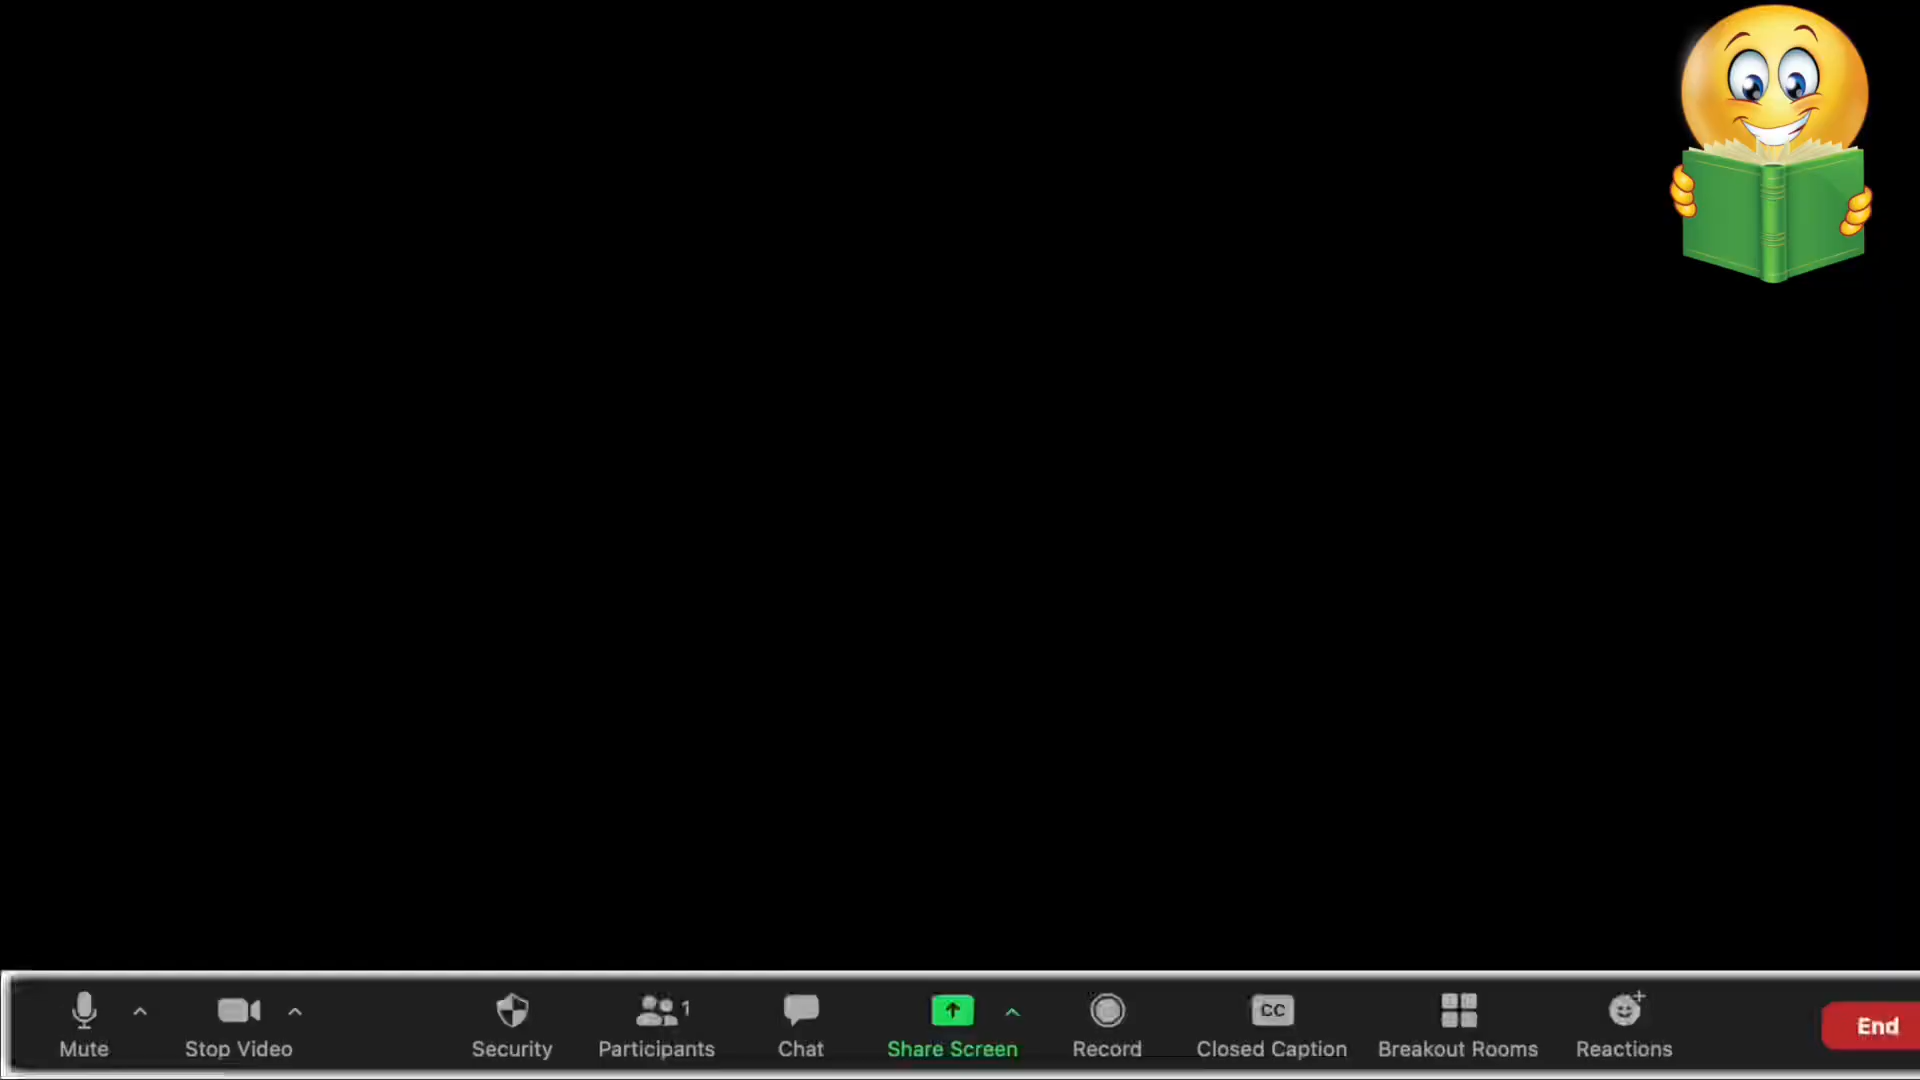 1
CC
Mute
Stop Video
Security
Participants
Chat
Share Screen
Record
Closed Caption
Breakout Rooms
Reactions
End